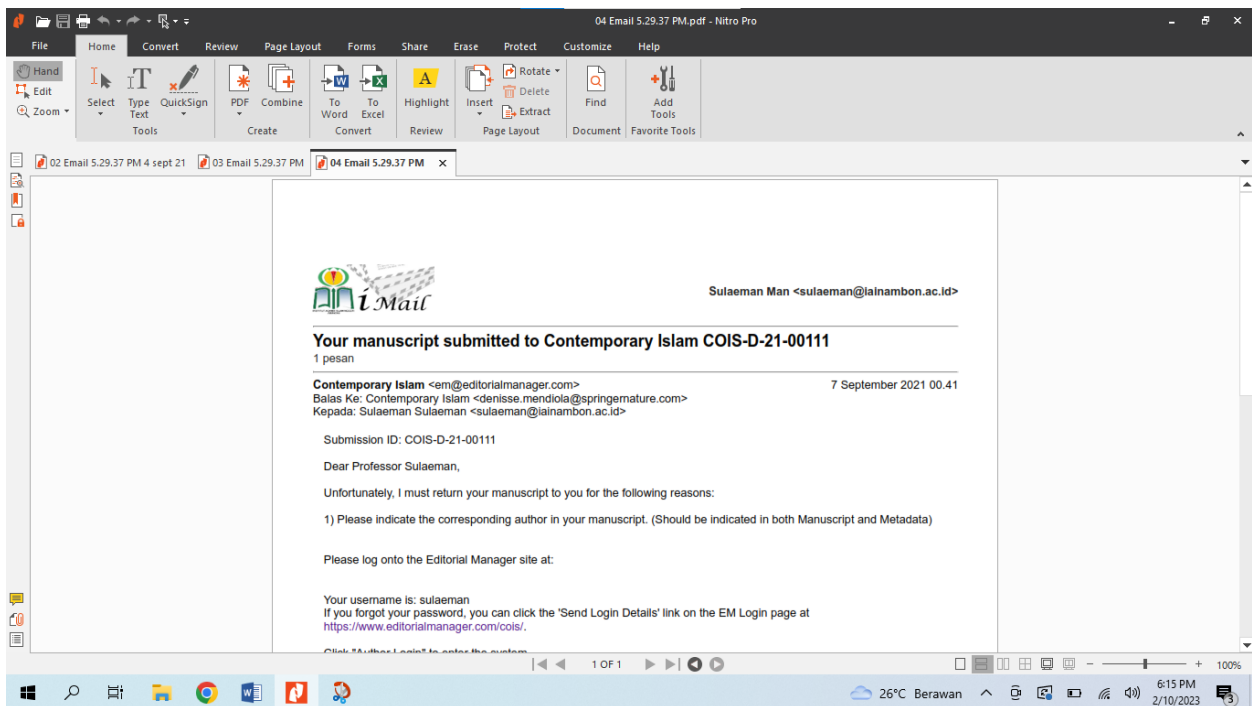 04 Email 5.29.37 PM.pdf - Nitro Pro
File Home Convert Review Page Layout Forms Share Erase Protect Customize Help
Hand
Edit
Zoom
Select
Type Text
QuickSign
Tools
PDF
Combine
Create
To Word
To Excel
Convert
Highlight
Review
Insert
Rotate
Delete
Extract
Page Layout
Find
Document
Add Tools
Favorite Tools
02 Email 5.29.37 PM 4 sept 21 03 Email 5.29.37 PM 04 Email 5.29.37 PM
i Mail
Sulaeman Man <sulaeman@iainambon.ac.id>
Your manuscript submitted to Contemporary Islam COIS-D-21-00111
1 pesan
Contemporary Islam <em@editorialmanager.com> 7 September 2021 00.41
Balas Ke: Contemporary Islam <denisse.mendiola@springernature.com>
Kepada: Sulaeman Sulaeman <sulaeman@iainambon.ac.id>
Submission ID: COIS-D-21-00111
Dear Professor Sulaeman,
Unfortunately, I must return your manuscript to you for the following reasons:
1) Please indicate the corresponding author in your manuscript. (Should be indicated in both Manuscript and Metadata)
Please log onto the Editorial Manager site at:
Your username is: sulaeman
If you forgot your password, you can click the 'Send Login Details' link on the EM Login page at
https://www.editorialmanager.com/cois/.
Click "Author Login" to enter the system
1 OF 1
100%
26°C Berawan
6:15 PM
2/10/2023
3